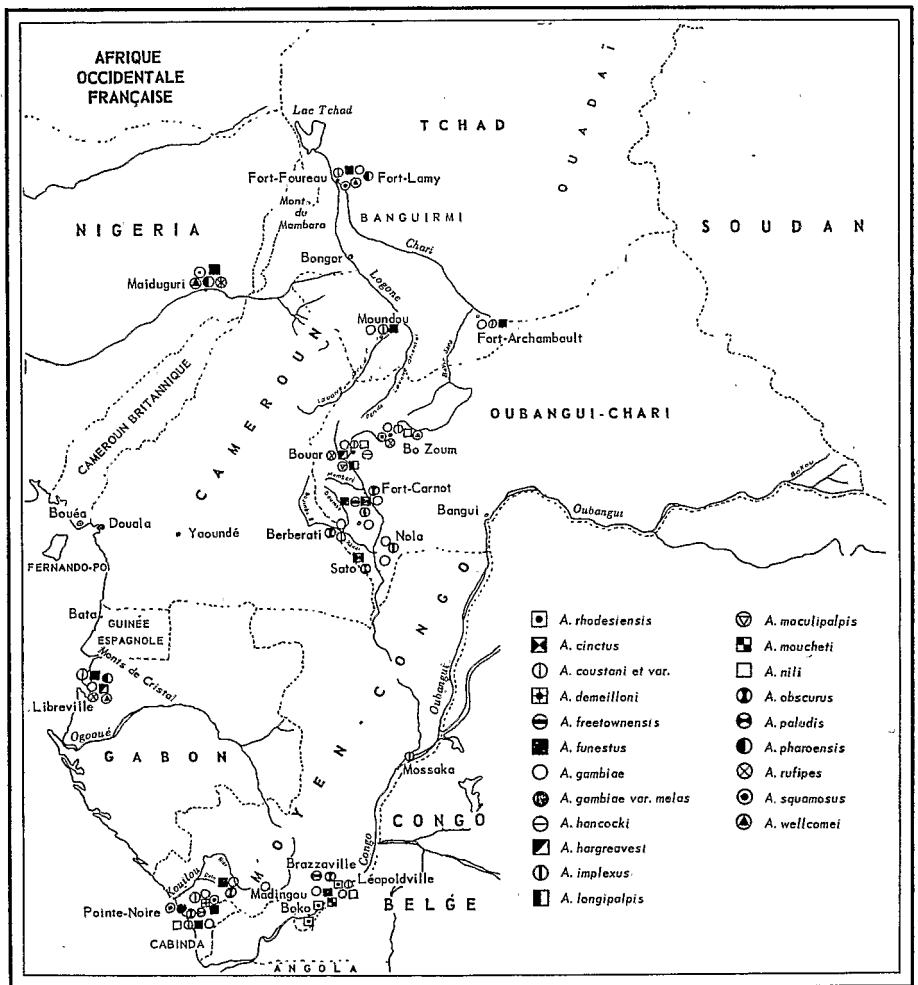 AFRIQUE
OCCIDENTALE
FRANÇAISE
Lac Tchad
TCHAD
OUADAÏ
Fort-Foureau
Fort-Lamy
Mont
du
Mambara
BANGUIRMI
NIGERIA
SOUDAN
Chari
Bongor
Logone
Maiduguri
Moundou
Fort-Archambault
CAMEROUN
CAMEROUN BRITANNIQUE
Pende
OUBANGUI-CHARI
Bouar
Bo Zoum
Fort-Carnot
Bangui
Oubangui
Bouéa
Douala
Yaoundé
Berberati
Nola
FERNANDO-PO
Sato
Bata
GUINÉE
ESPAGNOLE
Monts de Cristal
MOYEN-CONGO
Oubangui
Libreville
Ogooué
GABON
Mossaka
CONGO
BELGE
Congo
Brazzaville
Léopoldville
Kouilou
Madingou
Boko
Pointe-Noire
CABINDA
ANGOLA
A. rhodesiensis
A. cinctus
A. coustani et var.
A. demeilloni
A. freetownensis
A. funestus
A. gambiae
A. gambiae var. melas
A. hancocki
A. hargreavesi
A. implexus
A. longipalpis
A. maculipalpis
A. moucheti
A. nili
A. obscurus
A. paludis
A. pharoensis
A. rufipes
A. squamosus
A. wellcomei